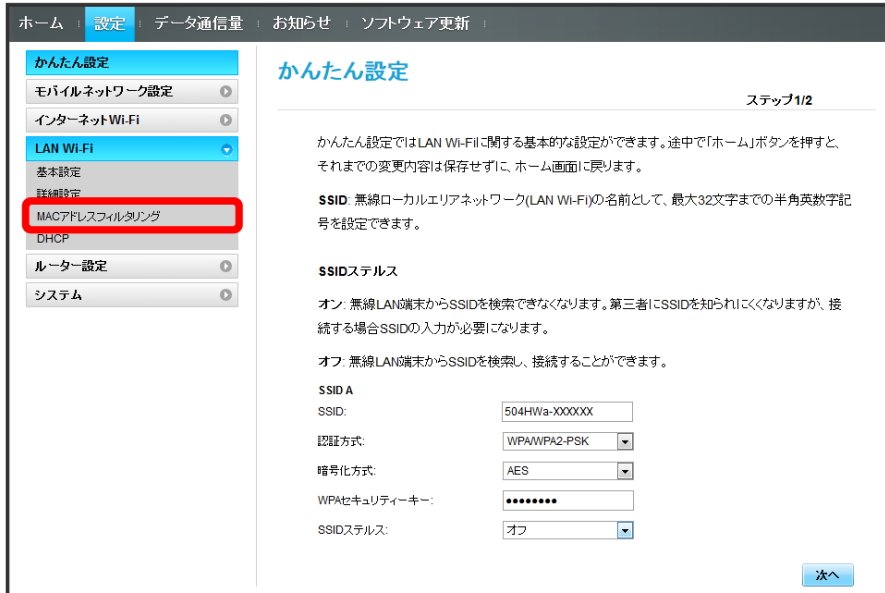 ホーム 設定 データ通信量 お知らせ ソフトウェア更新
かんたん設定
モバイルネットワーク設定
インターネットWi-Fi
LAN Wi-Fi
基本設定
詳細設定
MACアドレスフィルタリング
DHCP
ルーター設定
システム
かんたん設定
ステップ1/2
かんたん設定ではLAN Wi-Fiに関する基本的な設定ができます。途中で「ホーム」ボタンを押すと、
それまでの変更内容は保存せずに、ホーム画面に戻ります。
SSID: 無線ローカルエリアネットワーク(LAN Wi-Fi)の名前として、最大32文字までの半角英数字記
号を設定できます。
SSIDステルス
オン: 無線LAN端末からSSIDを検索できなくなります。第三者にSSIDを知られにくくなりますが、接
続する場合SSIDの入力が必要になります。
オフ: 無線LAN端末からSSIDを検索し、接続することができます。
SSID A
SSID: 504HWa-XXXXXX
認証方式: WPA/WPA2-PSK
暗号化方式: AES
WPAセキュリティーキー: ●●●●●●●●
SSIDステルス: オフ
次へ